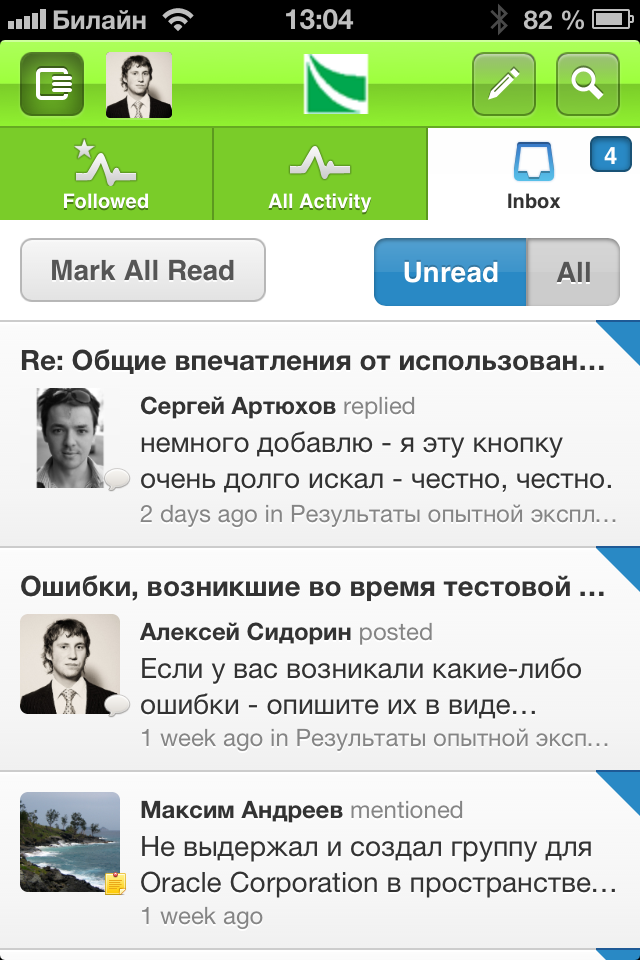 Билайн 13:04 82 %
Followed All Activity Inbox 4
Mark All Read Unread All
Re: Общие впечатления от использован...
Сергей Артюхов replied
немного добавлю - я эту кнопку
очень долго искал - честно, честно.
2 days ago in Результаты опытной экспл...
Ошибки, возникшие во время тестовой ...
Алексей Сидорин posted
Если у вас возникали какие-либо
ошибки - опишите их в виде...
1 week ago in Результаты опытной эксп...
Максим Андреев mentioned
Не выдержал и создал группу для
Oracle Corporation в пространстве...
1 week ago